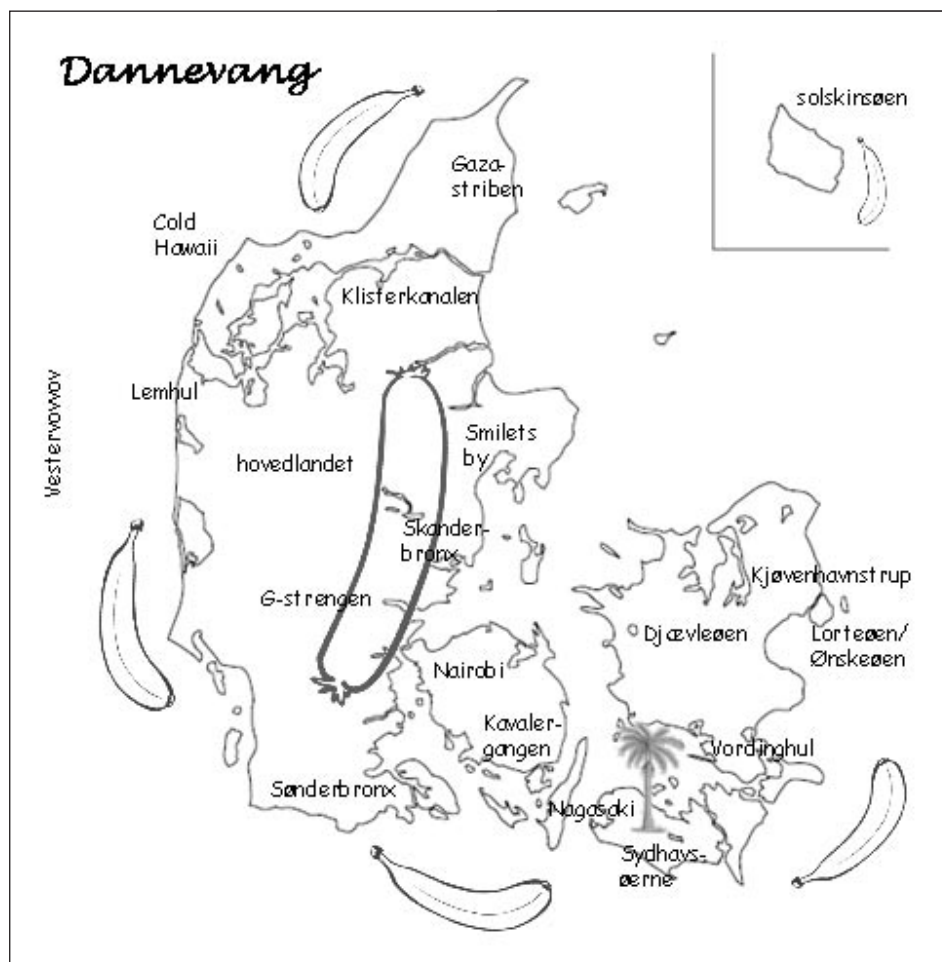 Dannevang
solskinsøen
Gaza-
striben
Cold
Hawaii
Klisterkanalen
Lemhul
Vestervovvov
Smilets
by
hovedlandet
Skander-
bronx
G-strengen
Kjøvenhavnstrup
Djævleøen
Lorteøen/
Ønskeøen
Nairobi
Kavaler-
gangen
Vordinghul
Sønderbronx
Nagasaki
Sydhavs-
øerne